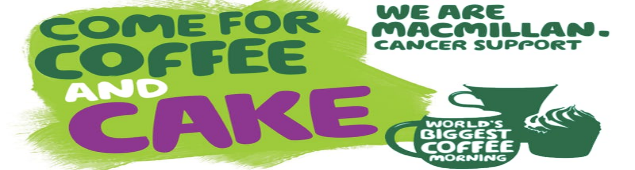 COME FOR
COFFEE
AND
CAKE
WE ARE
MACMILLAN.
CANCER SUPPORT
WORLD'S
BIGGEST
COFFEE
MORNING